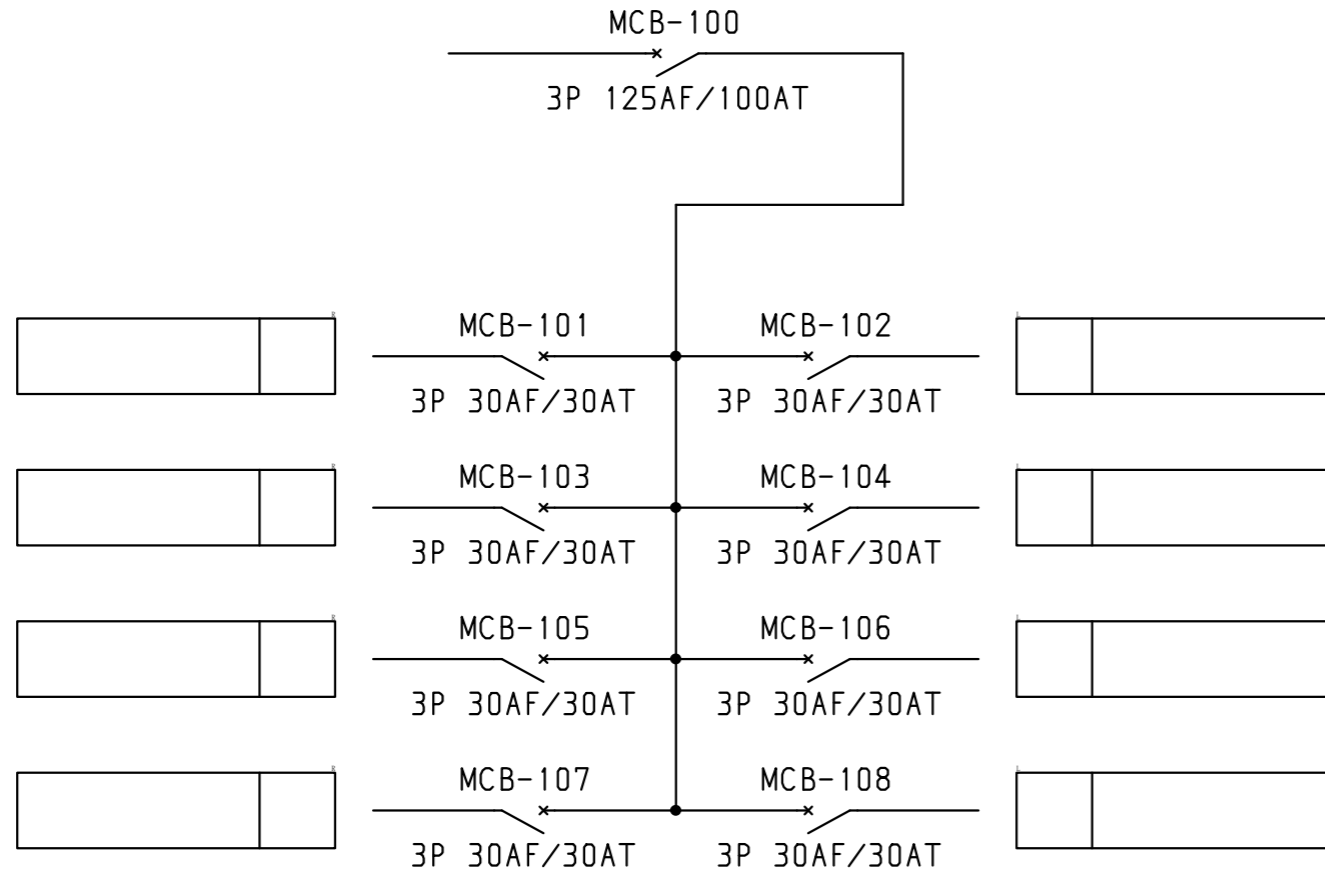 MCB-100
3P 125AF/100AT
MCB-101 MCB-102
3P 30AF/30AT 3P 30AF/30AT
MCB-103 MCB-104
3P 30AF/30AT 3P 30AF/30AT
MCB-105 MCB-106
3P 30AF/30AT 3P 30AF/30AT
MCB-107 MCB-108
3P 30AF/30AT 3P 30AF/30AT